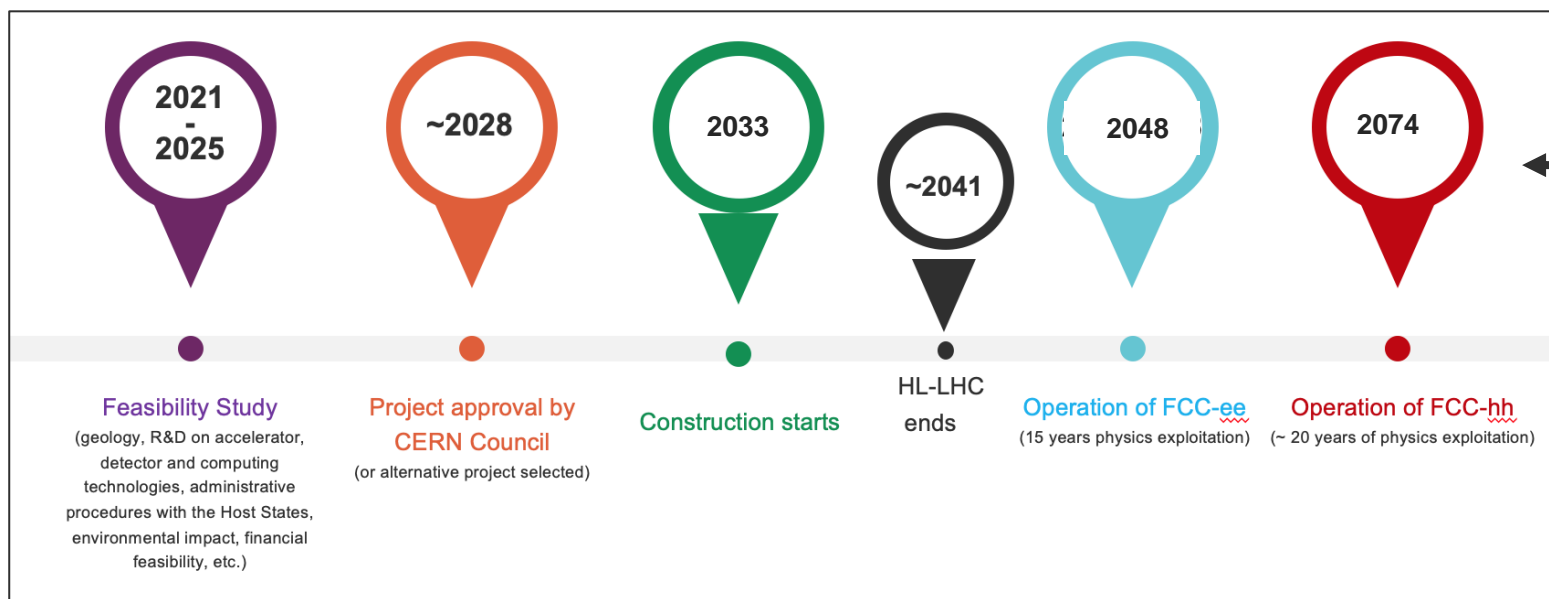 2021
-
2025
~2028
2033
~2041
2048
2074
Feasibility Study
(geology, R&D on accelerator,
detector and computing
technologies, administrative
procedures with the Host States,
environmental impact, financial
feasibility, etc.)
Project approval by
CERN Council
(or alternative project selected)
Construction starts
HL-LHC
ends
Operation of FCC-ee
(15 years physics exploitation)
Operation of FCC-hh
(~ 20 years of physics exploitation)